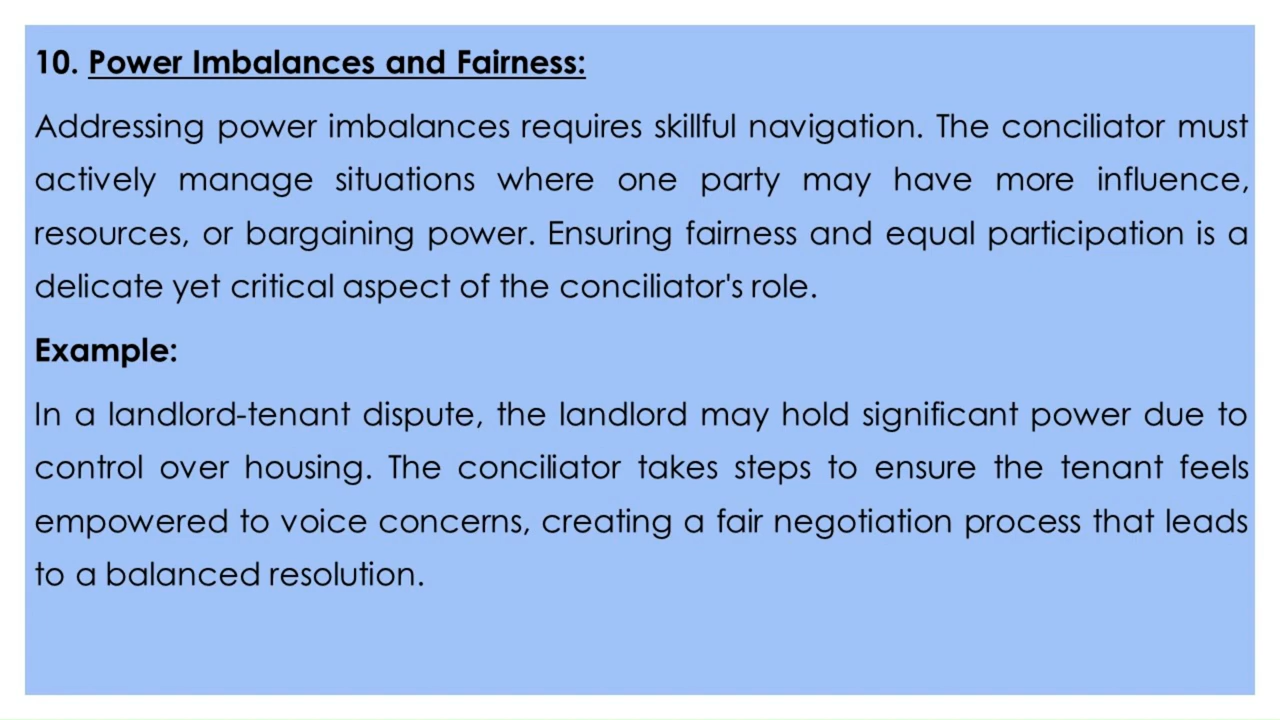 10. Power Imbalances and Fairness:
Addressing power imbalances requires skillful navigation. The conciliator must
actively manage situations where one party may have more influence,
resources, or bargaining power. Ensuring fairness and equal participation is a
delicate yet critical aspect of the conciliator's role.
Example:
In a landlord-tenant dispute, the landlord may hold significant power due to
control over housing. The conciliator takes steps to ensure the tenant feels
empowered to voice concerns, creating a fair negotiation process that leads
to a balanced resolution.